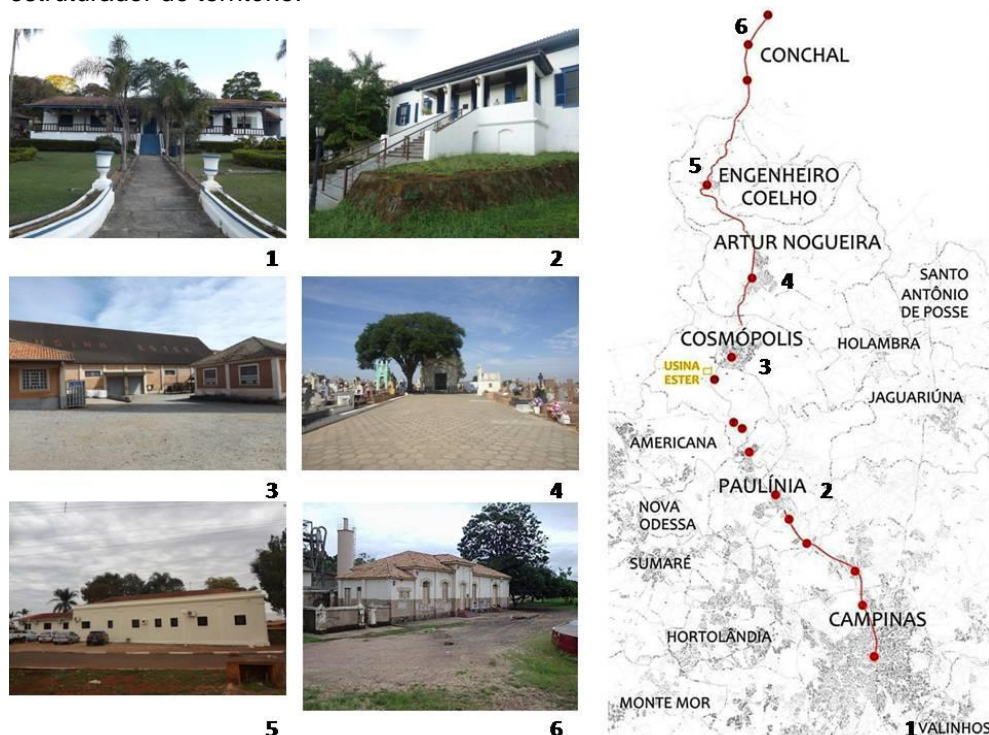 estruturador do território.
1
2
3
USINA ESTER
4
5
6
6
CONCHAL
5
ENGENHEIRO
COELHO
ARTUR NOGUEIRA
4
SANTO
ANTÔNIO
DE POSSE
COSMÓPOLIS
3
HOLAMBRA
USINA
ESTER
JAGUARIÚNA
AMERICANA
PAULÍNIA
2
NOVA
ODESSA
SUMARÉ
CAMPINAS
HORTOLÂNDIA
MONTE MOR
1 VALINHOS